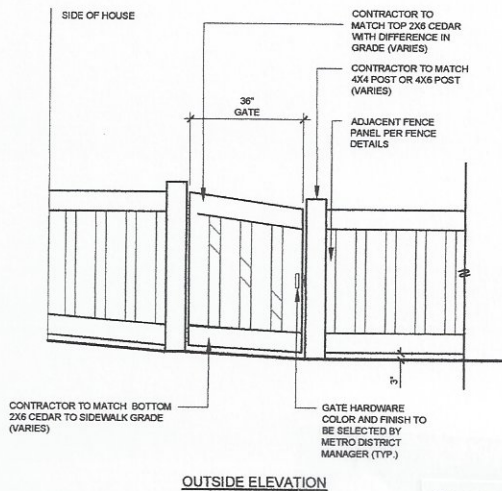 SIDE OF HOUSE
CONTRACTOR TO
MATCH TOP 2X6 CEDAR
WITH DIFFERENCE IN
GRADE (VARIES)
CONTRACTOR TO MATCH
4X4 POST OR 4X6 POST
(VARIES)
36"
GATE
ADJACENT FENCE
PANEL PER FENCE
DETAILS
3"
CONTRACTOR TO MATCH BOTTOM
2X6 CEDAR TO SIDEWALK GRADE
(VARIES)
GATE HARDWARE
COLOR AND FINISH TO
BE SELECTED BY
METRO DISTRICT
MANAGER (TYP.)
OUTSIDE ELEVATION